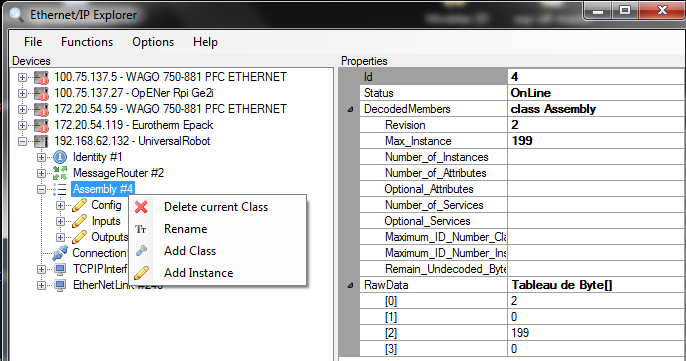 Ethernet/IP Explorer
File Functions Options Help
Devices
100.75.137.5 - WAGO 750-881 PFC ETHERNET
100.75.137.27 - OpENer Rpi Ge2i
172.20.54.59 - WAGO 750-881 PFC ETHERNET
172.20.54.119 - Eurotherm Epack
192.168.62.132 - UniversalRobot
Identity #1
MessageRouter #2
Assembly #4
Config
Inputs
Outputs
Connection
TCPIPInterf
EtherNetLink #246
Delete current Class
Rename
Add Class
Add Instance
Properties
Id 4
Status OnLine
DecodedMembers class Assembly
Revision 2
Max_Instance 199
Number_of_Instances
Number_of_Attributes
Optional_Attributes
Number_of_Services
Optional_Services
Maximum_ID_Number_Cla
Maximum_ID_Number_Ins
Remain_Undecoded_Byte
RawData Tableau de Byte[]
[0] 2
[1] 0
[2] 199
[3] 0